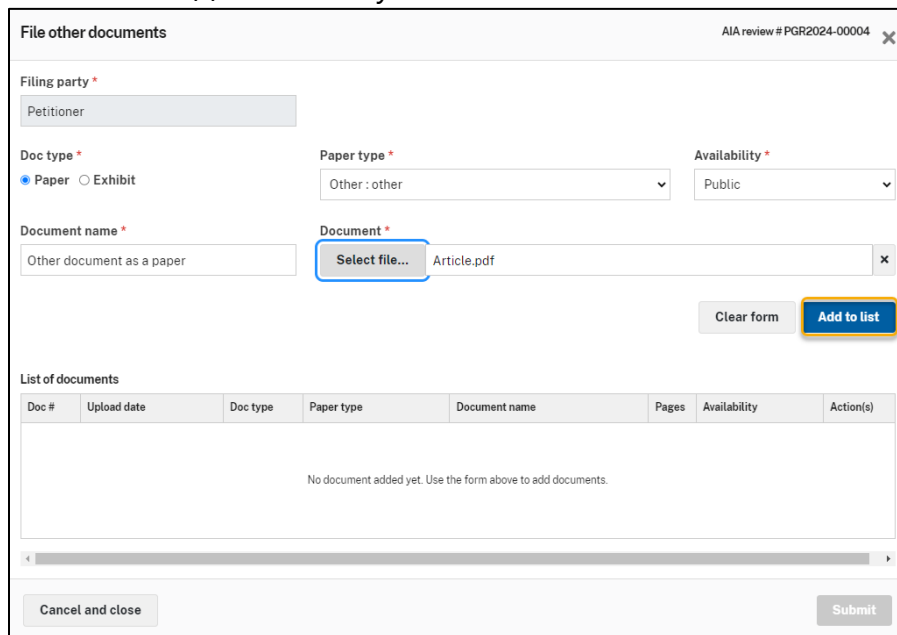 File other documents
AIA review # PGR2024-00004 ×
Filing party *
Petitioner
Doc type *
Paper Exhibit
Paper type *
Other : other
Availability *
Public
Document name *
Other document as a paper
Document *
Select file... Article.pdf ×
Clear form Add to list
List of documents
Doc # Upload date Doc type Paper type Document name Pages Availability Action(s)
No document added yet. Use the form above to add documents.
Cancel and close Submit